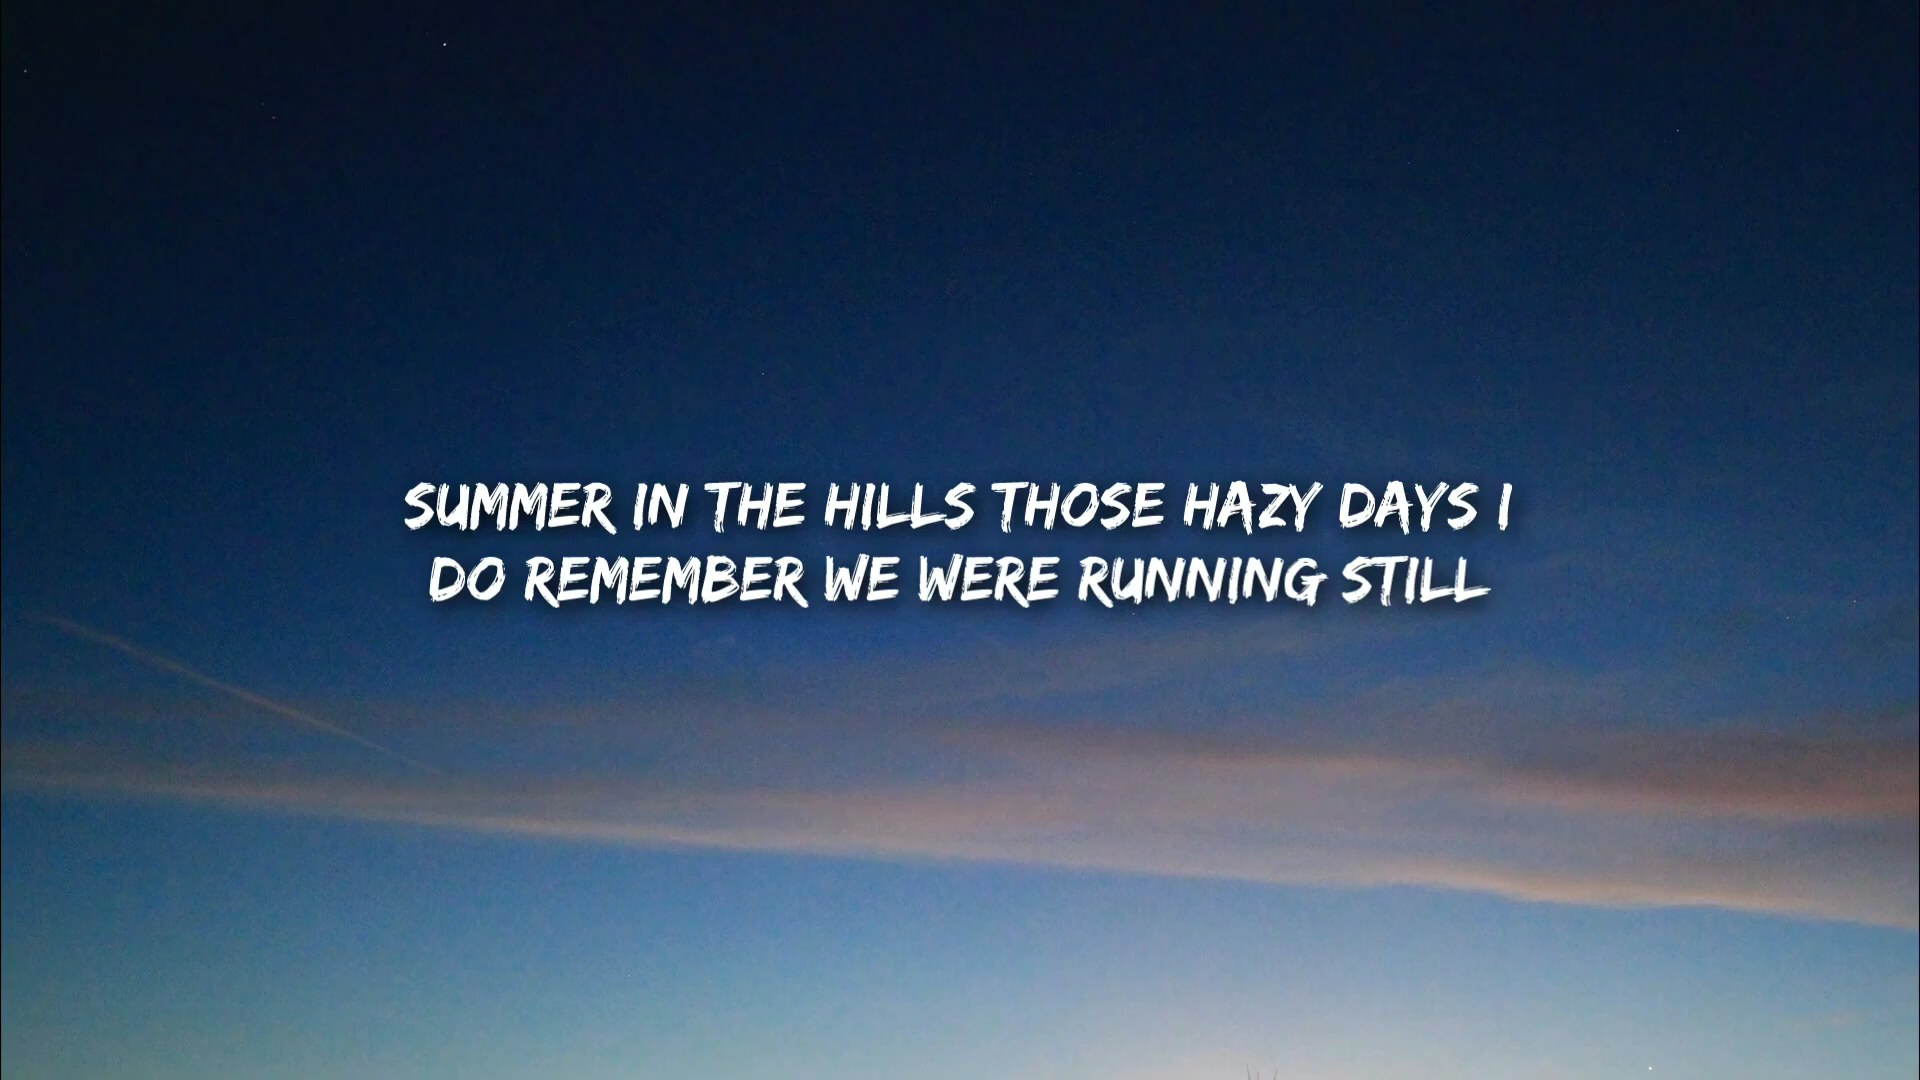 SUMMER IN THE HILLS THOSE HAZY DAYS I
DO REMEMBER WE WERE RUNNING STILL